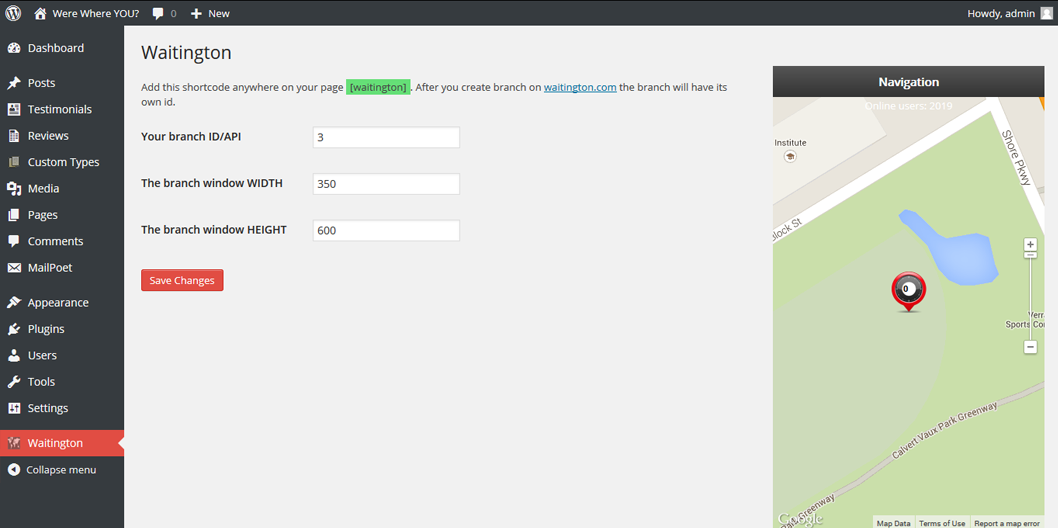 Were Where YOU? 0 New Howdy, admin
Dashboard
Posts
Testimonials
Reviews
Custom Types
Media
Pages
Comments
MailPoet
Appearance
Plugins
Users
Tools
Settings
Waitington
Collapse menu
Waitington
Add this shortcode anywhere on your page [waitington]. After you create branch on waitington.com the branch will have its
own id.
Your branch ID/API 3
The branch window WIDTH 350
The branch window HEIGHT 600
Save Changes
Navigation
Online users: 2019
Institute
Shore Pkwy
lock St
0
Verra
Sports Co
Calvert Vaux Park Greenway
Greenway
Google
Map Data Terms of Use Report a map error